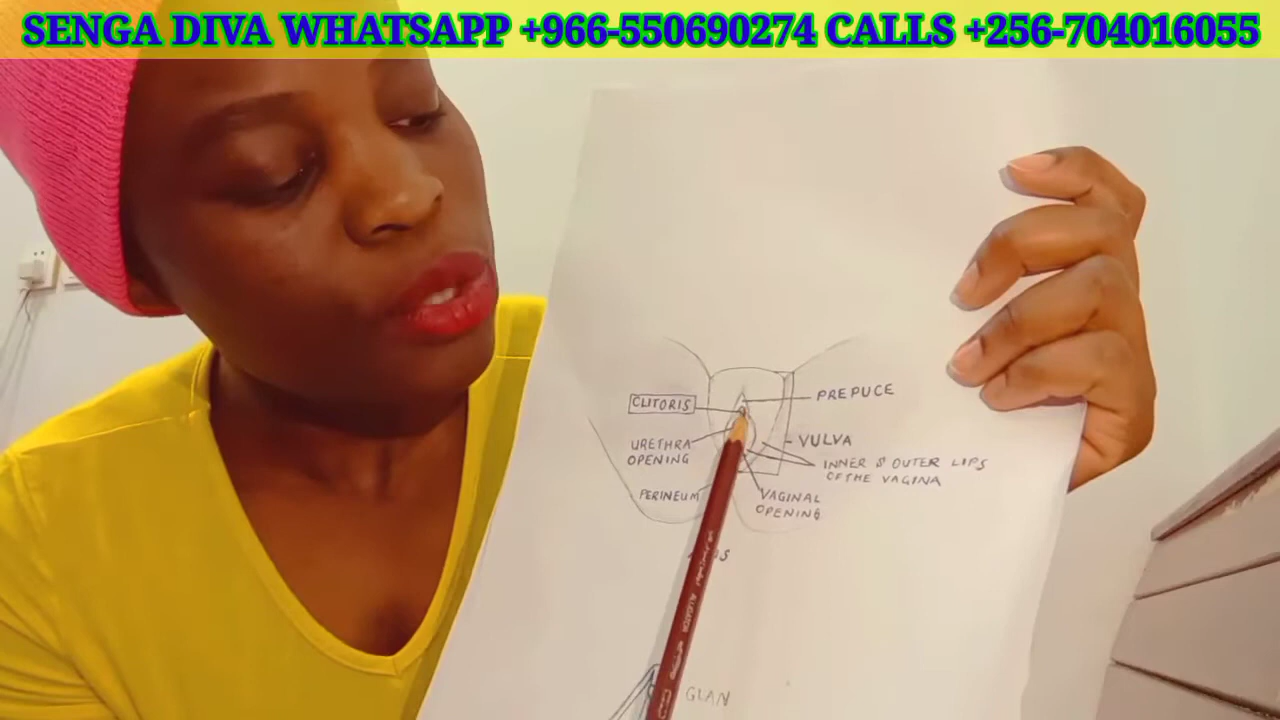 SENGA DIVA WHATSAPP +966-550690274 CALLS +256-704016055
CLITORIS
PREPUCE
URETHRA
OPENING
VULVA
INNER & OUTER LIPS
OF THE VAGINA
PERINEUM
VAGINAL
OPENING
GLAN
ALLIGATOR